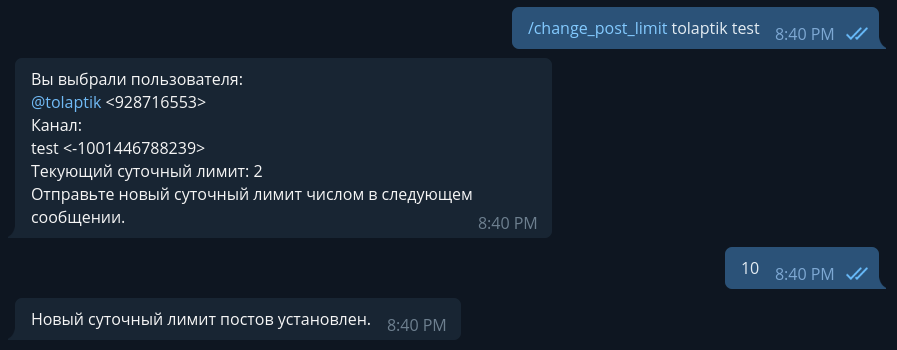 /change_post_limit tolaptik test 8:40 PM
Вы выбрали пользователя:
@tolaptik <928716553>
Канал:
test <-1001446788239>
Текущий суточный лимит: 2
Отправьте новый суточный лимит числом в следующем
сообщении. 8:40 PM
10 8:40 PM
Новый суточный лимит постов установлен. 8:40 PM